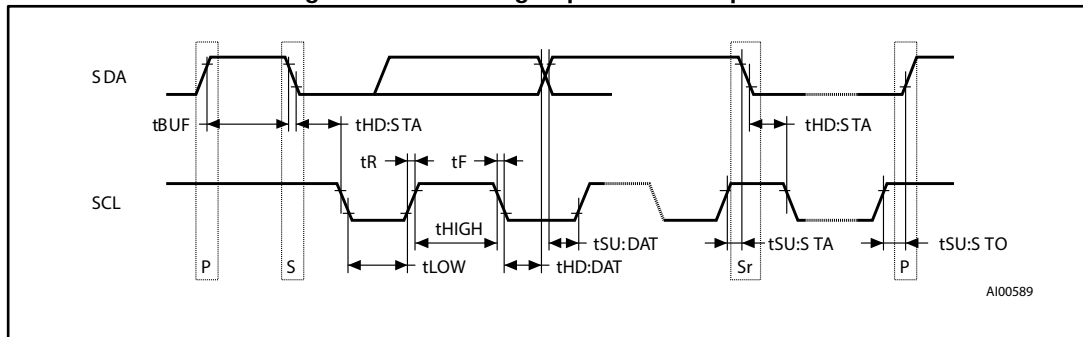 SDA
tBUF
tHD:STA
tHD:STA
tR
tF
SCL
tHIGH
tSU:DAT
tSU:STA
tSU:STO
P
S
tLOW
tHD:DAT
Sr
P
AI00589